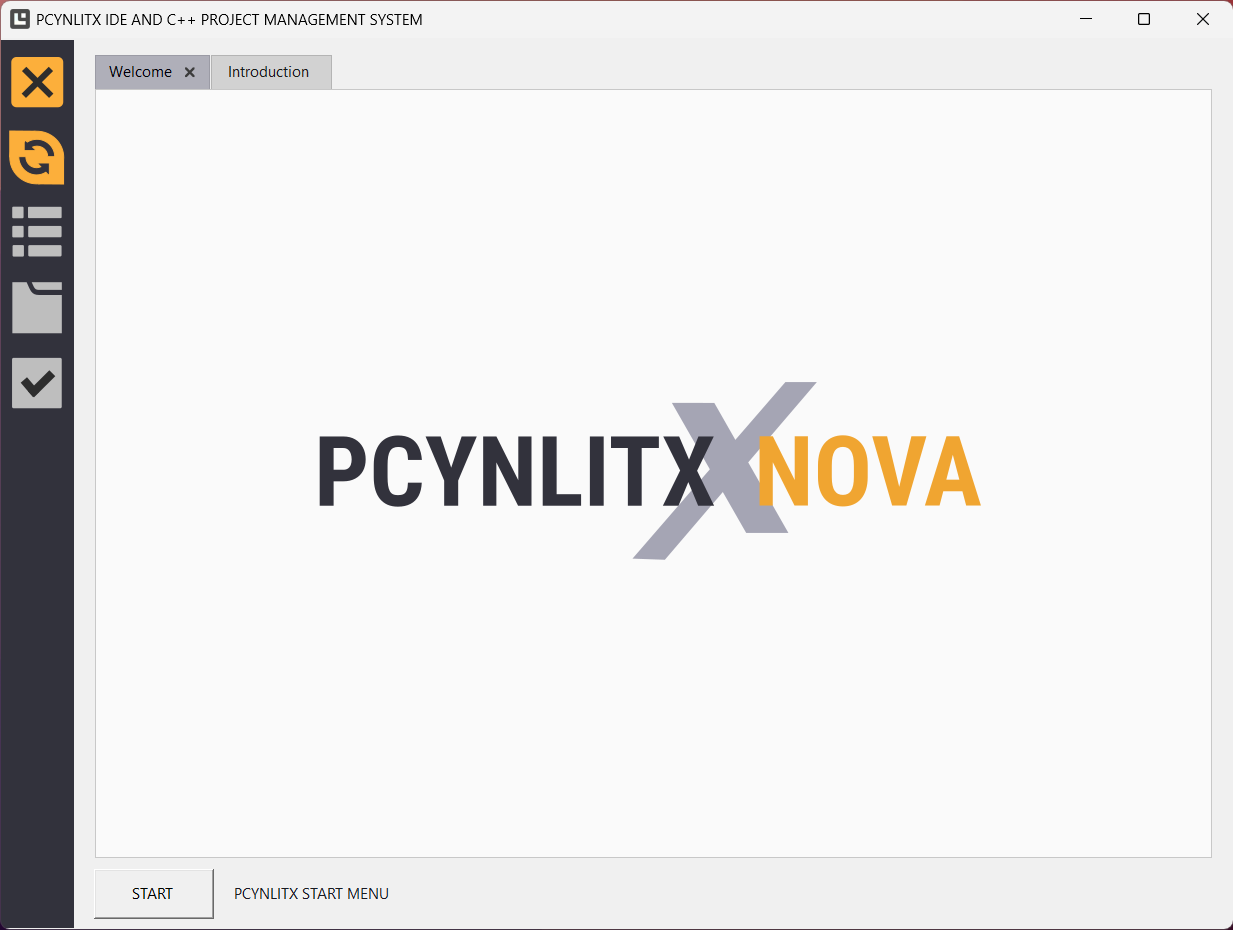 PCYNLITX IDE AND C++ PROJECT MANAGEMENT SYSTEM
Welcome
Introduction
PCYNLITX NOVA
START
PCYNLITX START MENU